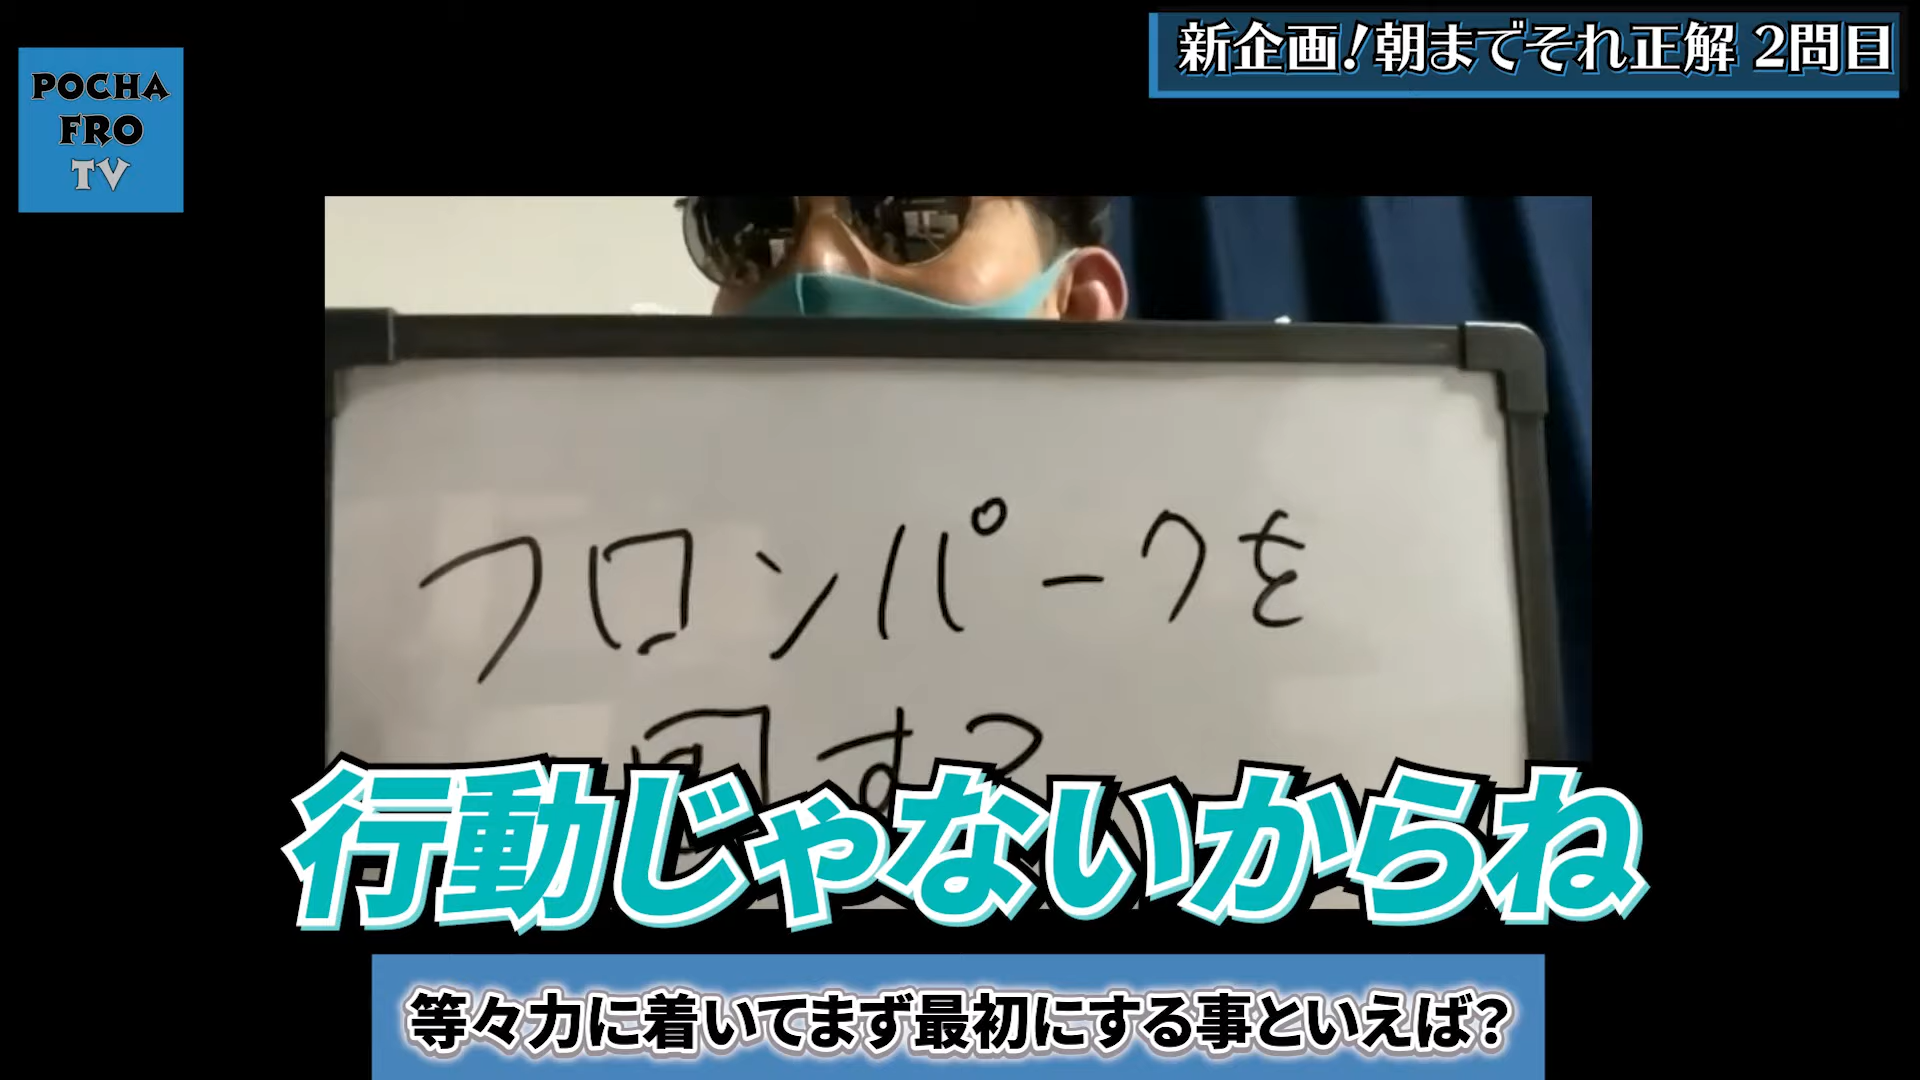 POCHA
FRO
TV
新企画!朝までそれ正解 2問目
フロンパークを
する
行動じゃないからね
等々力に着いてまず最初にする事といえば?